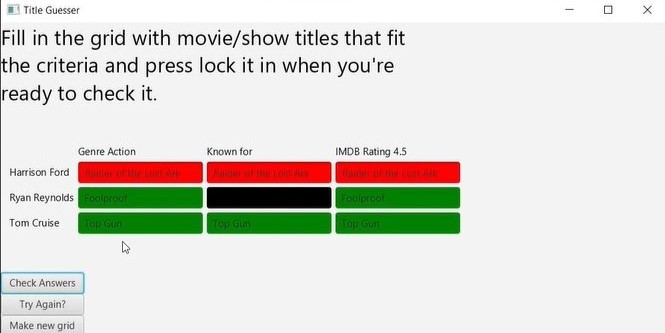 Title Guesser
Fill in the grid with movie/show titles that fit
the criteria and press lock it in when you're
ready to check it.
Genre Action Known for IMDB Rating 4.5
Harrison Ford Raider of the Lost Ark Raider of the Lost Ark Raider of the Lost Ark
Ryan Reynolds Foolproof Foolproof
Tom Cruise Top Gun Top Gun Top Gun
Check Answers
Try Again?
Make new grid